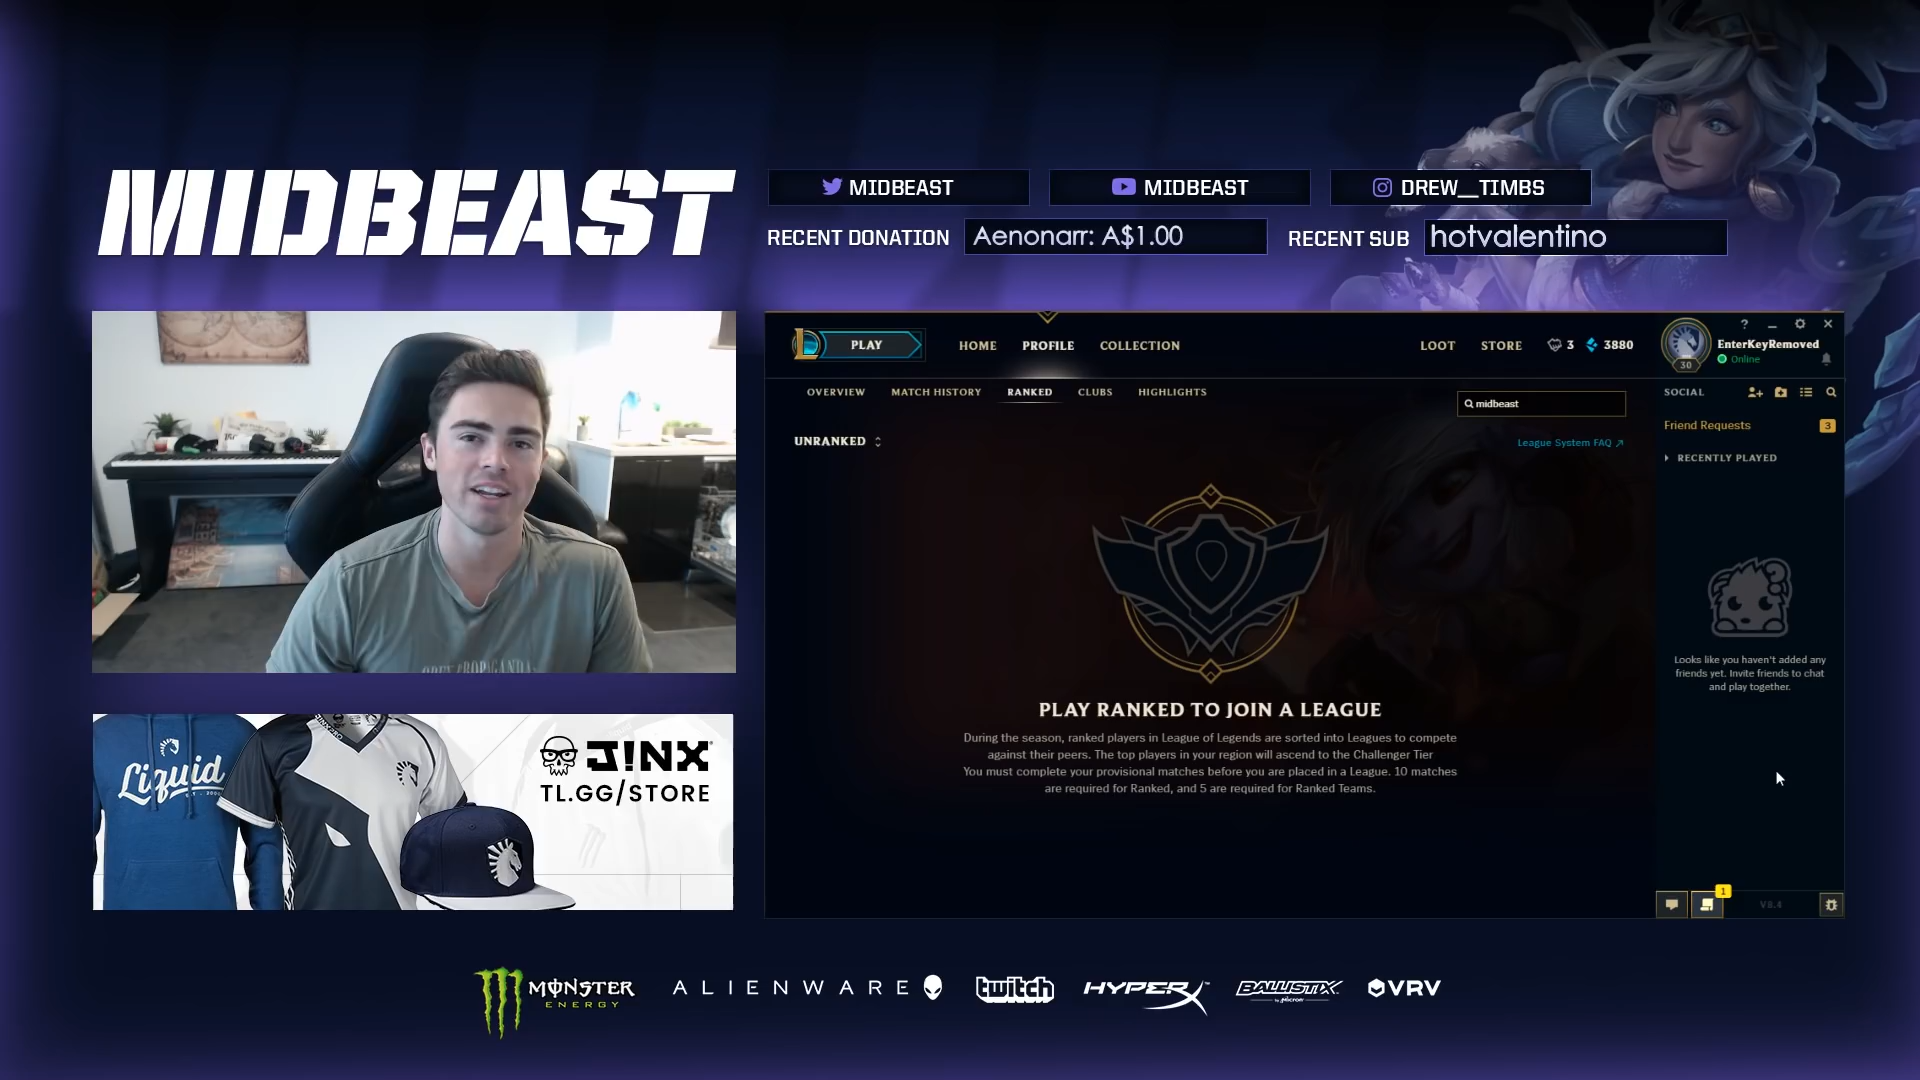 MIDBEAST
MIDBEAST
MIDBEAST
DREW__TIMBS
RECENT DONATION
Aenonarr: A$1.00
RECENT SUB
hotvalentino
PLAY
HOME
PROFILE
COLLECTION
LOOT
STORE
3
3880
30
EnterKeyRemoved
Online
OVERVIEW
MATCH HISTORY
RANKED
CLUBS
HIGHLIGHTS
midbeast
SOCIAL
Friend Requests
3
RECENTLY PLAYED
UNRANKED
League System FAQ
PLAY RANKED TO JOIN A LEAGUE
During the season, ranked players in League of Legends are sorted into Leagues to compete
against their peers. The top players in your region will ascend to the Challenger Tier
You must complete your provisional matches before you are placed in a League. 10 matches
are required for Ranked, and 5 are required for Ranked Teams.
Looks like you haven't added any
friends yet. Invite friends to chat
and play together.
1
V8.4
Liquid
J!NX
TL.GG/STORE
MONSTER
ENERGY
ALIENWARE
twitch
HYPERX
BALLISTIX
by Micron
VRV